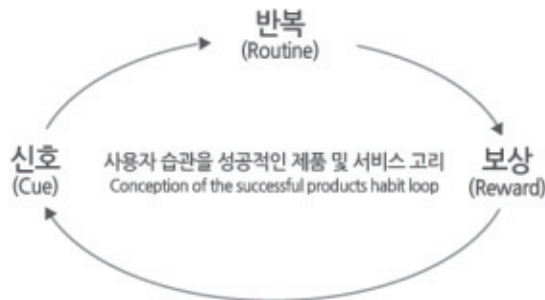 반복
(Routine)
신호
(Cue)
사용자 습관을 성공적인 제품 및 서비스 고리
Conception of the successful products habit loop
보상
(Reward)